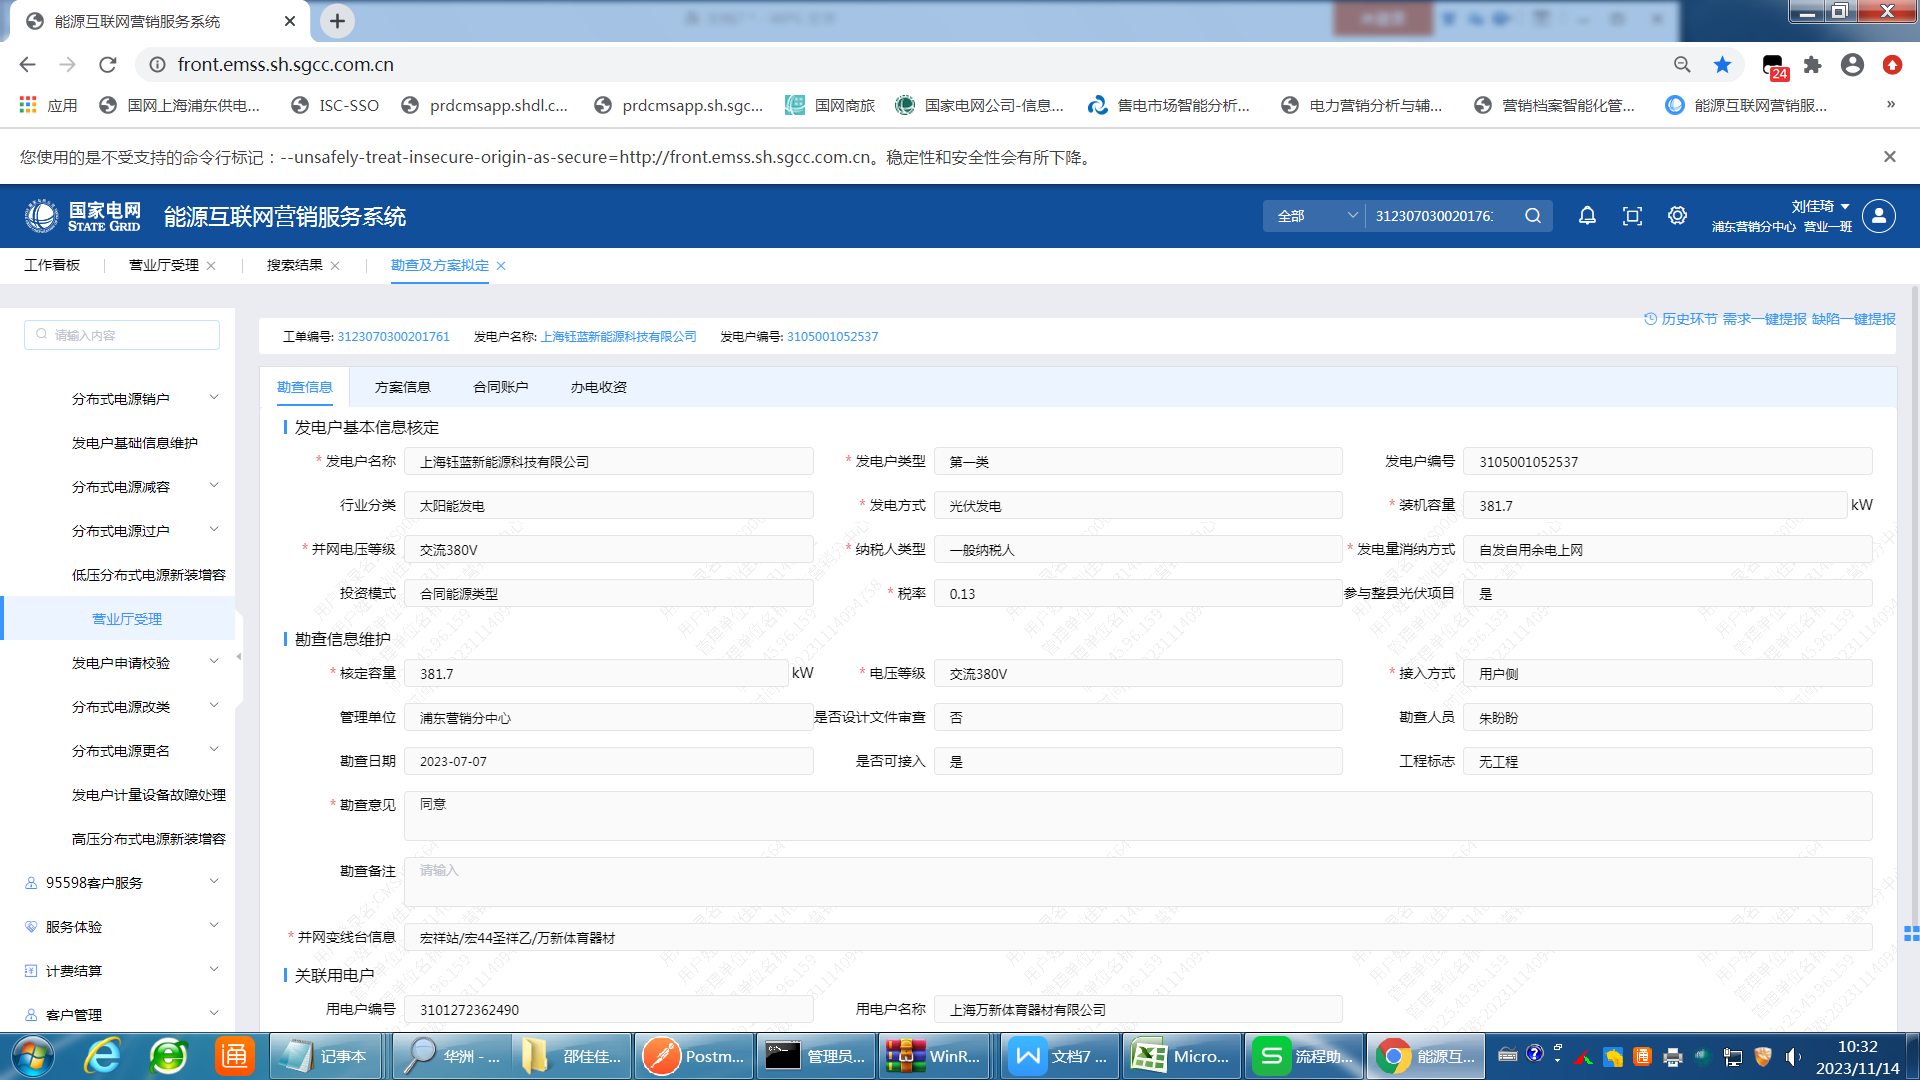 能源互联网营销服务系统
front.emss.sh.sgcc.com.cn
24
应用 国网上海浦东供电... ISC-SSO prdcmsapp.shdl.c... prdcmsapp.sh.sgc... 国网商旅 国家电网公司-信息... 售电市场智能分析... 电力营销分析与辅... 营销档案智能化管... 能源互联网营销服... »
您使用的是不受支持的命令行标记：--unsafely-treat-insecure-origin-as-secure=http://front.emss.sh.sgcc.com.cn。稳定性和安全性会有所下降。
国家电网
STATE GRID
能源互联网营销服务系统
全部 312307030020176
刘佳琦
浦东营销分中心 营业一班
工作看板 营业厅受理 搜索结果 勘查及方案拟定
请输入内容
工单编号: 3123070300201761 发电户名称: 上海钰蓝新能源科技有限公司 发电户编号: 3105001052537
历史环节 需求一键提报 缺陷一键提报
分布式电源销户
发电户基础信息维护
分布式电源减容
分布式电源过户
低压分布式电源新装增容
营业厅受理
发电户申请校验
分布式电源改类
分布式电源更名
发电户计量设备故障处理
高压分布式电源新装增容
95598客户服务
服务体验
计费结算
客户管理
勘查信息 方案信息 合同账户 办电收资
发电户基本信息核定
* 发电户名称 上海钰蓝新能源科技有限公司 * 发电户类型 第一类 发电户编号 3105001052537
行业分类 太阳能发电 * 发电方式 光伏发电 * 装机容量 381.7 kW
* 并网电压等级 交流380V * 纳税人类型 一般纳税人 * 发电量消纳方式 自发自用余电上网
投资模式 合同能源类型 * 税率 0.13 参与整县光伏项目 是
勘查信息维护
* 核定容量 381.7 kW * 电压等级 交流380V * 接入方式 用户侧
管理单位 浦东营销分中心 是否设计文件审查 否 勘查人员 朱盼盼
勘查日期 2023-07-07 是否可接入 是 工程标志 无工程
* 勘查意见 同意
勘查备注 请输入
* 并网变线台信息 宏祥站/宏44圣祥乙/万新体育器材
关联用电户
用电户编号 3101272362490 用电户名称 上海万新体育器材有限公司
记事本 华洲 - ... 邵佳佳... Postm... 管理员... WinR... 文档7 ... Micro... 流程助... 能源互...
10:32
2023/11/14